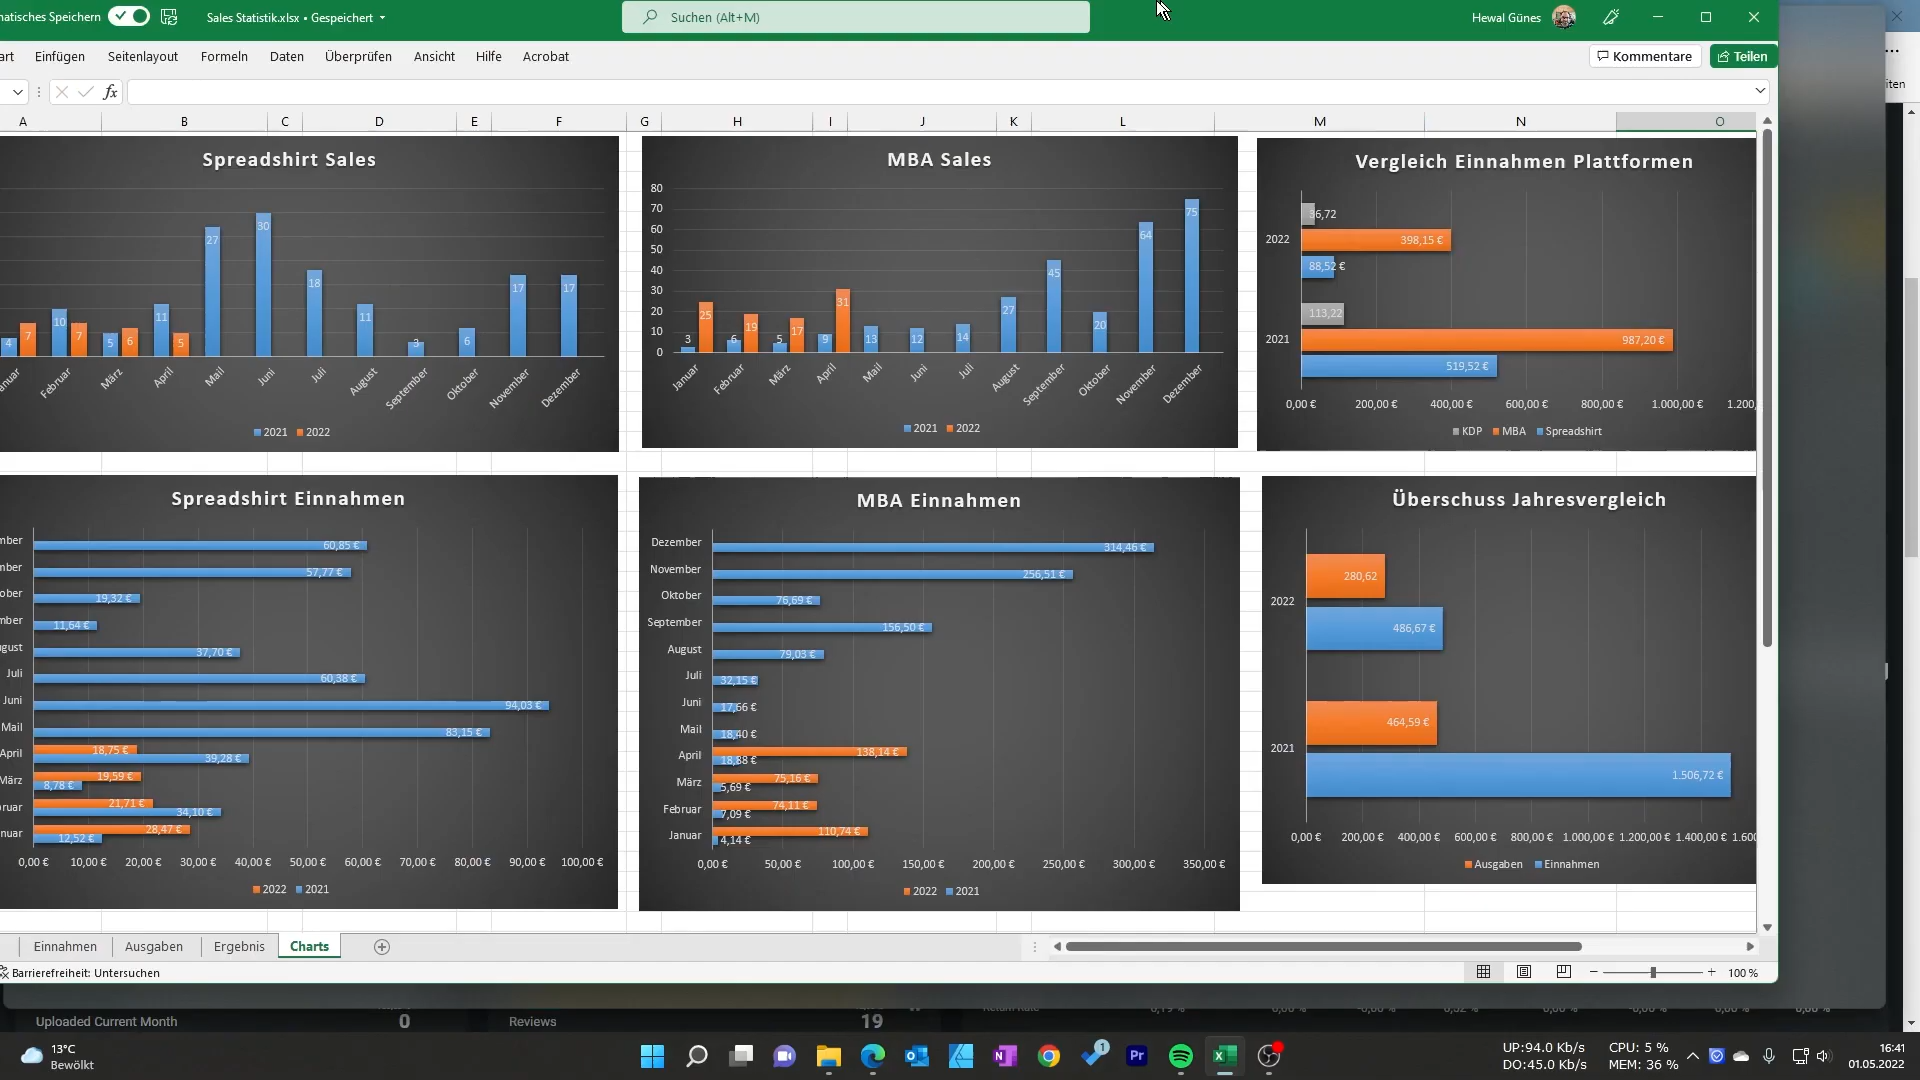 matisches Speichern
Sales Statistik.xlsx • Gespeichert
Suchen (Alt+M)
Hewal Günes
art Einfügen Seitenlayout Formeln Daten Überprüfen Ansicht Hilfe Acrobat
Kommentare Teilen
iten
fx
A B C D E F G H I J K L M N O
Spreadshirt Sales
4 7 10 7 5 6 11 5 27 30 18 11 3 6 17 17
anuar Februar März April Mail Juni Juli August September Oktober November Dezember
2021 2022
MBA Sales
80
70
60
50
40
30
20
10
0
3 25 6 19 5 17 9 31 13 12 14 27 45 20 64 75
Januar Februar März April Mail Juni Juli August September Oktober November Dezember
2021 2022
Vergleich Einnahmen Plattformen
36,72
2022 398,15 €
88,52 €
113,22
2021 987,20 €
519,52 €
0,00 € 200,00 € 400,00 € 600,00 € 800,00 € 1.000,00 € 1.200,
KDP MBA Spreadshirt
Spreadshirt Einnahmen
mber 60,85 €
mber 57,77 €
ober 19,32 €
mber 11,64 €
ugust 37,70 €
Juli 60,38 €
Juni 94,03 €
Mail 83,15 €
April 18,75 € 39,28 €
März 19,59 € 8,78 €
oruar 21,71 € 34,10 €
nuar 28,47 € 12,52 €
0,00 € 10,00 € 20,00 € 30,00 € 40,00 € 50,00 € 60,00 € 70,00 € 80,00 € 90,00 € 100,00 €
2022 2021
MBA Einnahmen
Dezember 314,46 €
November 256,51 €
Oktober 76,69 €
September 156,50 €
August 79,03 €
Juli 32,15 €
Juni 17,66 €
Mail 18,40 €
April 138,14 € 18,88 €
März 75,16 € 5,69 €
Februar 74,11 € 7,09 €
Januar 110,74 € 4,14 €
0,00 € 50,00 € 100,00 € 150,00 € 200,00 € 250,00 € 300,00 € 350,00 €
2022 2021
Überschuss Jahresvergleich
280,62
2022
486,67 €
464,59 €
2021
1.506,72 €
0,00 € 200,00 € 400,00 € 600,00 € 800,00 € 1.000,00 € 1.200,00 € 1.400,00 € 1.600
Ausgaben Einnahmen
Einnahmen Ausgaben Ergebnis Charts
Barrierefreiheit: Untersuchen
100 %
Uploaded Current Month 0 Reviews 19
13°C
Bewölkt
1
Pr
UP:94.0 Kb/s
DO:45.0 Kb/s
CPU: 5 %
MEM: 36 %
16:41
01.05.2022